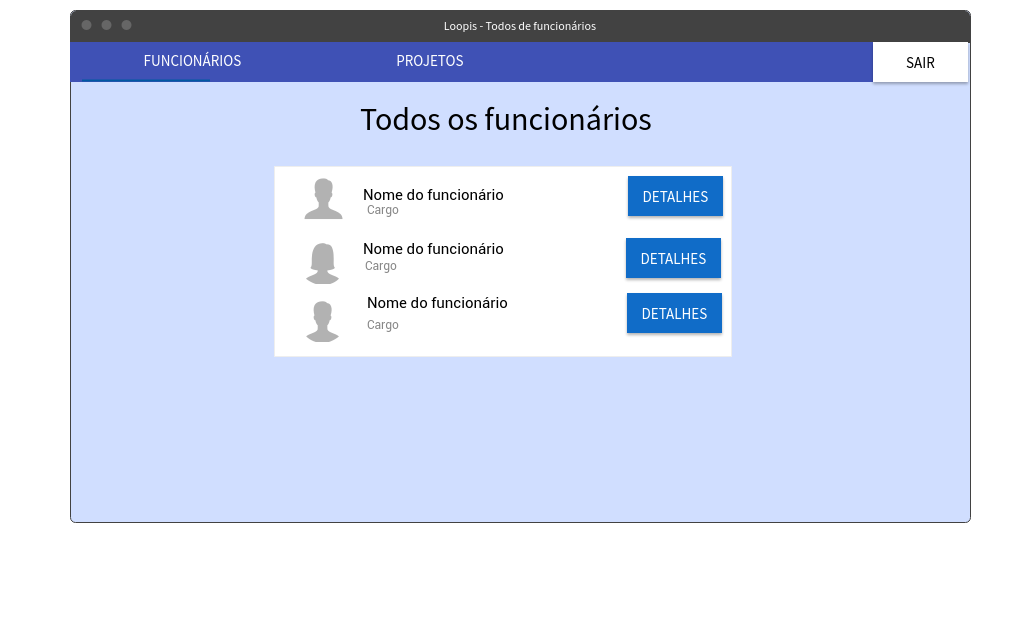 Loopis - Todos de funcionários
FUNCIONÁRIOS
PROJETOS
SAIR
Todos os funcionários
Nome do funcionário
Cargo
DETALHES
Nome do funcionário
Cargo
DETALHES
Nome do funcionário
Cargo
DETALHES